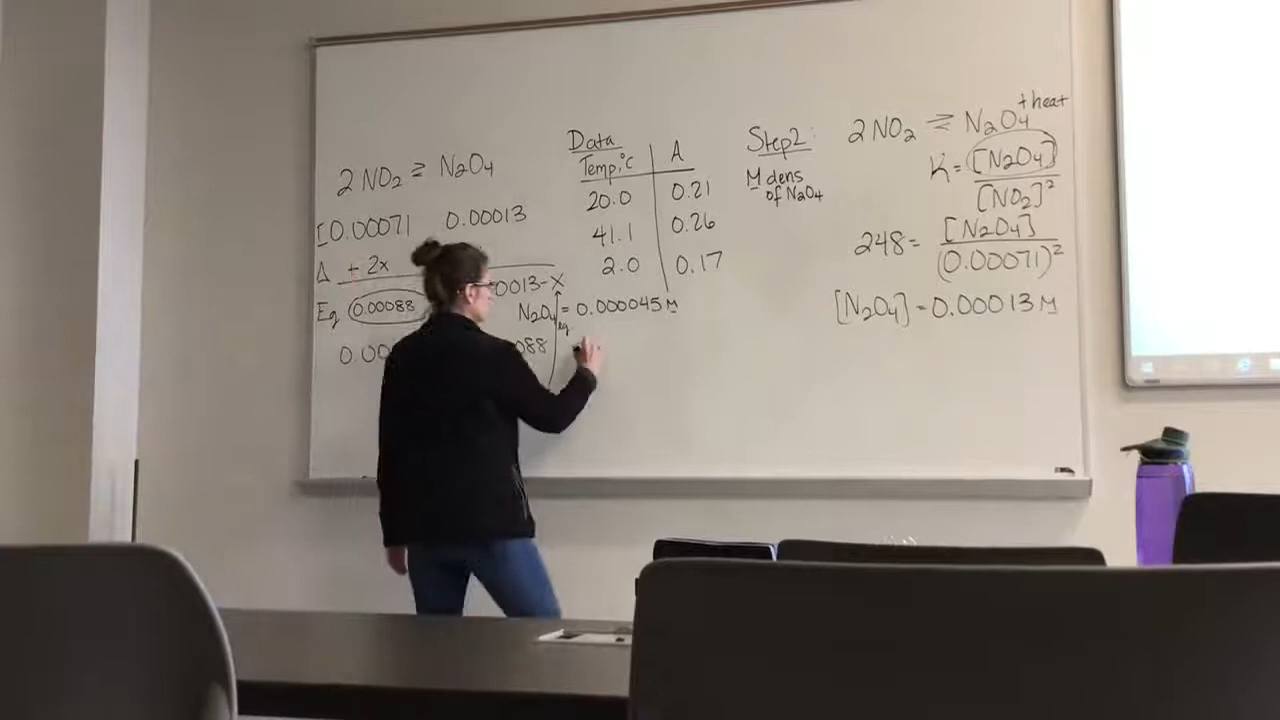 2 NO₂ ⇌ N₂O₄
I 0.00071 0.00013
Δ + 2x
Eq 0.00088 0013-X
0.00 088
N₂O₄ eq. = 0.000045 M
Data
Temp, °C A
20.0 0.21
41.1 0.26
2.0 0.17
Step 2:
M dens
of N₂O₄
2 NO₂ ⇌ N₂O₄ + heat
K = [N₂O₄]
[NO₂]²
248 = [N₂O₄]
(0.00071)²
[N₂O₄] = 0.00013 M